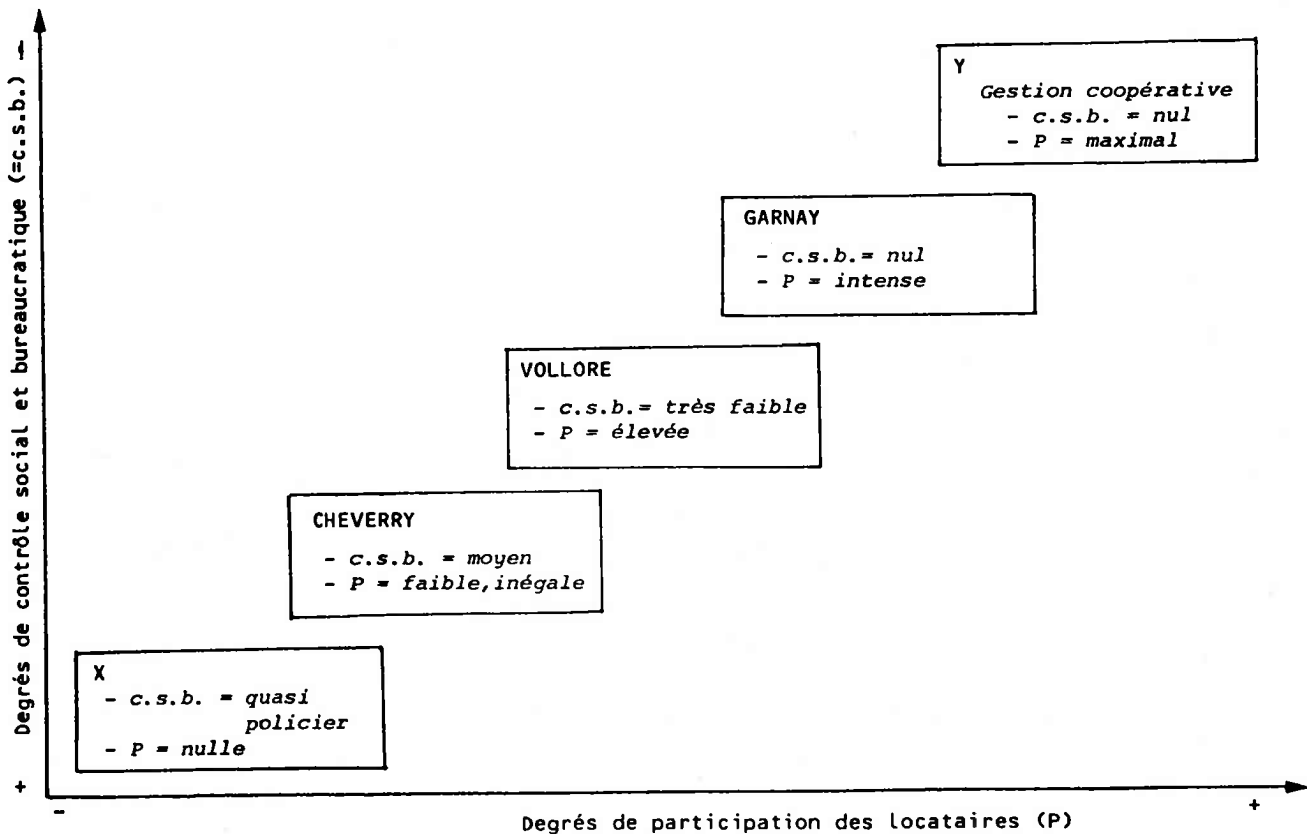 Degrés de contrôle social et bureaucratique (=c.s.b.)
Y
Gestion coopérative
- c.s.b. = nul
- P = maximal
GARNAY
- c.s.b.= nul
- P = intense
VOLLORE
- c.s.b.= très faible
- P = élevée
CHEVERRY
- c.s.b. = moyen
- P = faible,inégale
X
- c.s.b. = quasi
policier
- P = nulle
+
-
+
Degrés de participation des locataires (P)